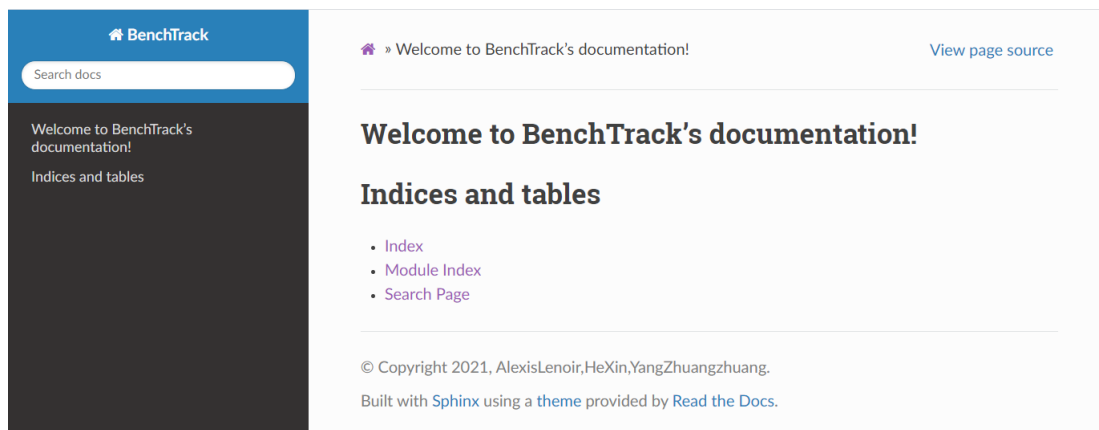 BenchTrack
Search docs
Welcome to BenchTrack's
documentation!
Indices and tables
» Welcome to BenchTrack's documentation!
View page source
Welcome to BenchTrack's documentation!
Indices and tables
• Index
• Module Index
• Search Page
© Copyright 2021, AlexisLenoir,HeXin,YangZhuangzhuang.
Built with Sphinx using a theme provided by Read the Docs.